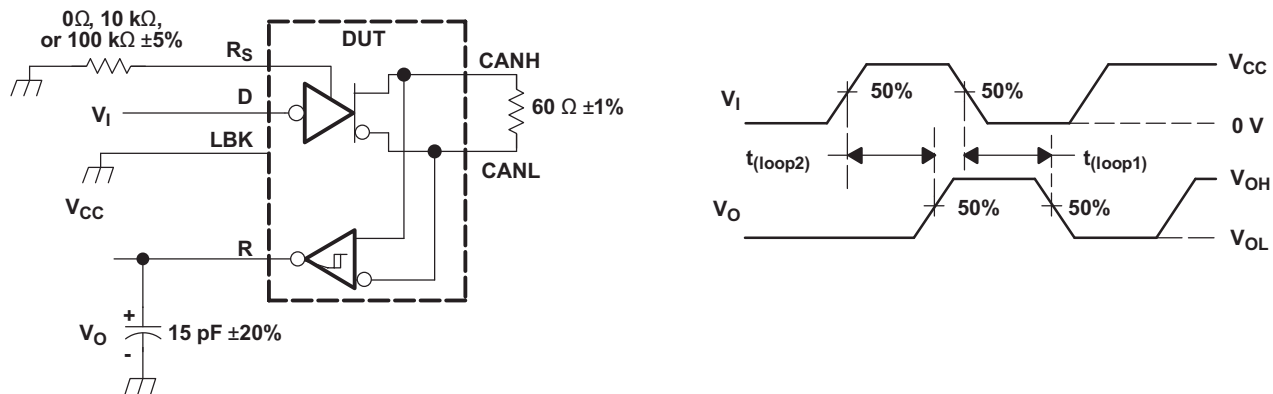 0Ω, 10 kΩ,
or 100 kΩ ±5%
RS
DUT
CANH
D
VI
60 Ω ±1%
LBK
CANL
VCC
R
+
VO
15 pF ±20%
-
VI
50%
50%
VCC
0 V
t(loop2)
t(loop1)
VO
50%
50%
VOH
VOL